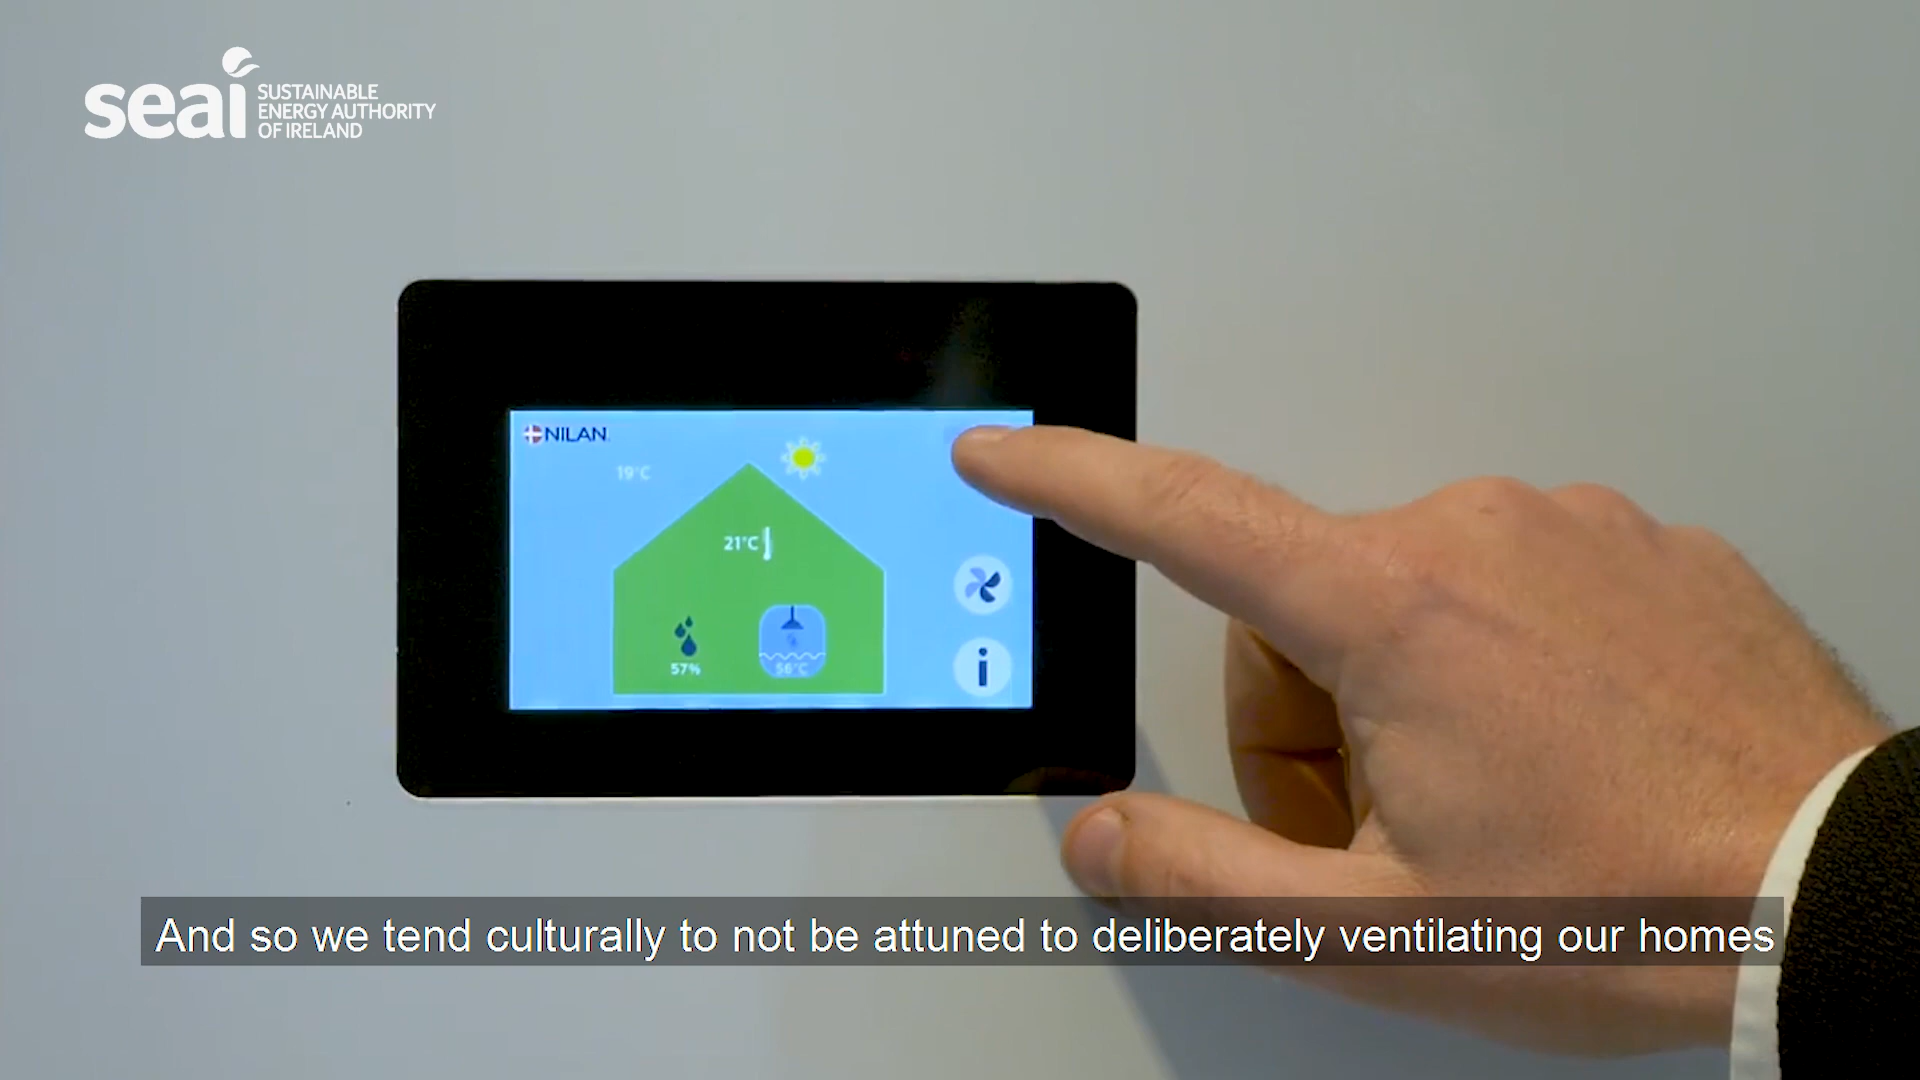 seai SUSTAINABLE
ENERGY AUTHORITY
OF IRELAND
NILAN
19°C
21°C
57%
56°C
i
And so we tend culturally to not be attuned to deliberately ventilating our homes